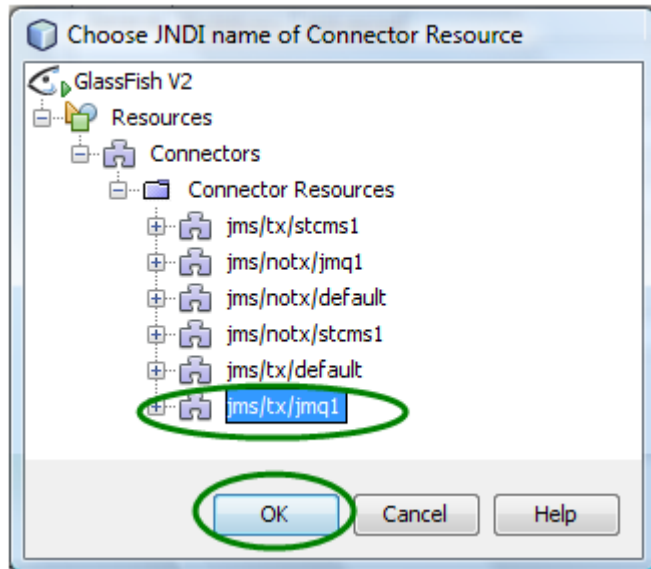 Choose JNDI name of Connector Resource
GlassFish V2
Resources
Connectors
Connector Resources
jms/tx/stcms1
jms/notx/jmq1
jms/notx/default
jms/notx/stcms1
jms/tx/default
jms/tx/jmq1
OK Cancel Help